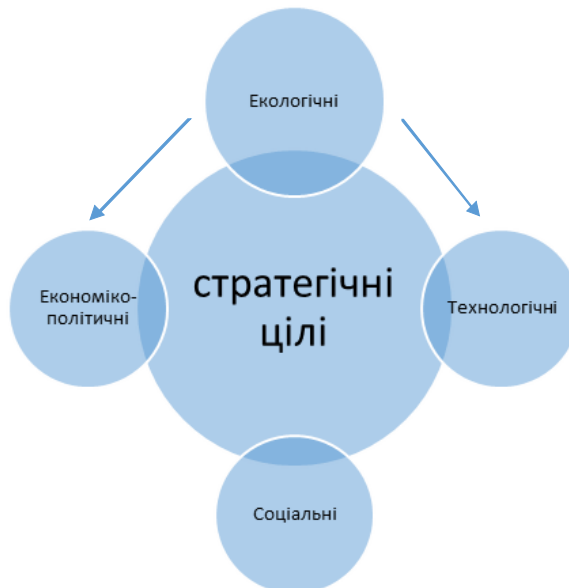 Екологічні
Економіко-
політичні
стратегічні
цілі
Технологічні
Соціальні